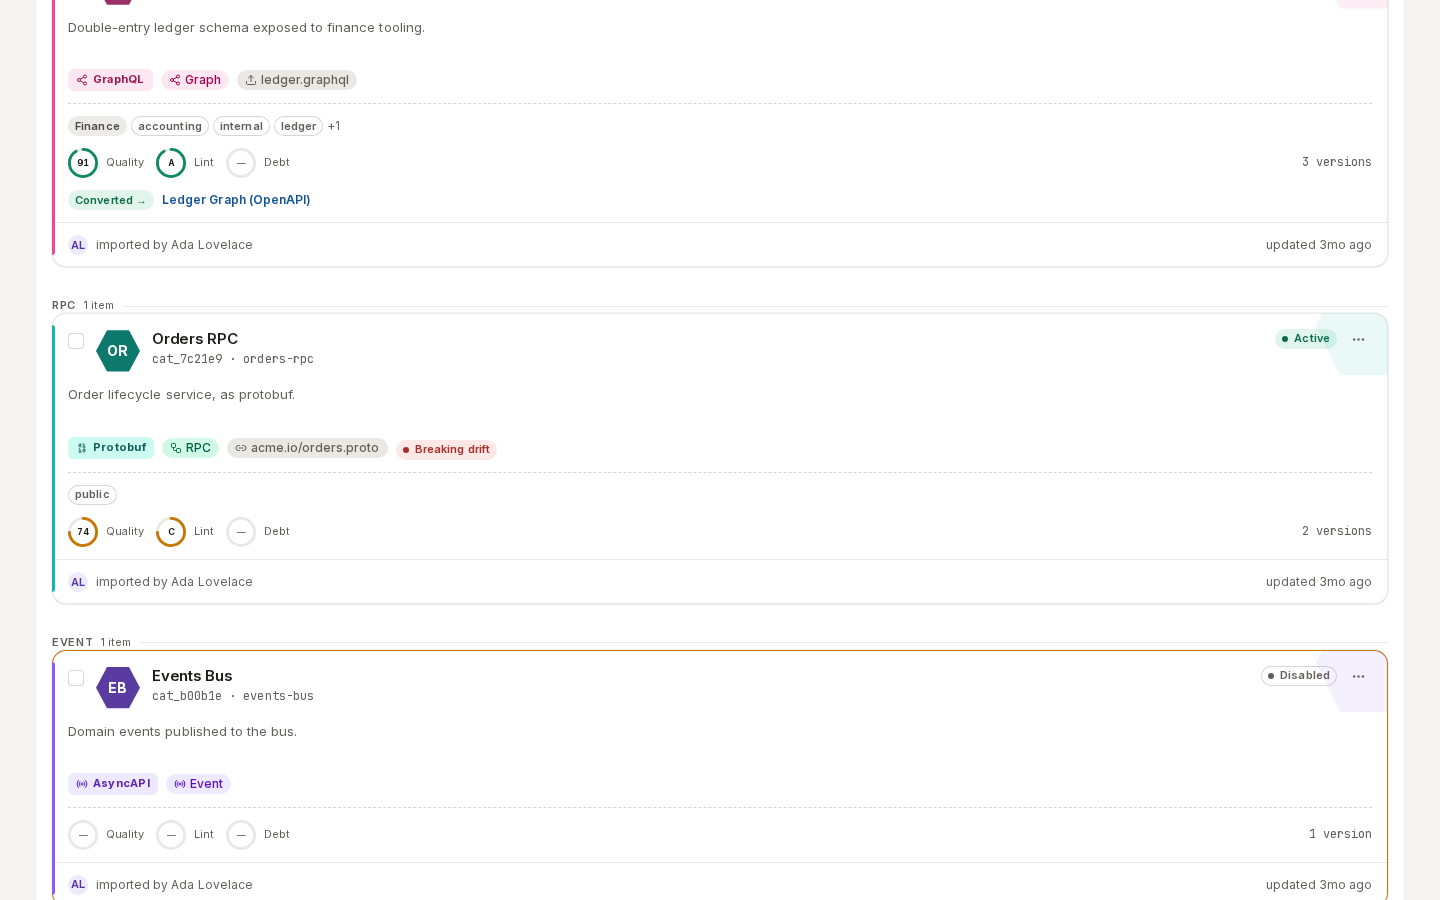 Double-entry ledger schema exposed to finance tooling.
GraphQL Graph ledger.graphql
Finance accounting internal ledger +1
91 Quality A Lint — Debt 3 versions
Converted → Ledger Graph (OpenAPI)
AL imported by Ada Lovelace updated 3mo ago
RPC 1 item
OR Orders RPC Active ···
cat_7c21e9 · orders-rpc
Order lifecycle service, as protobuf.
Protobuf RPC acme.io/orders.proto Breaking drift
public
74 Quality C Lint — Debt 2 versions
AL imported by Ada Lovelace updated 3mo ago
EVENT 1 item
EB Events Bus Disabled ···
cat_b00b1e · events-bus
Domain events published to the bus.
AsyncAPI Event
— Quality — Lint — Debt 1 version
AL imported by Ada Lovelace updated 3mo ago